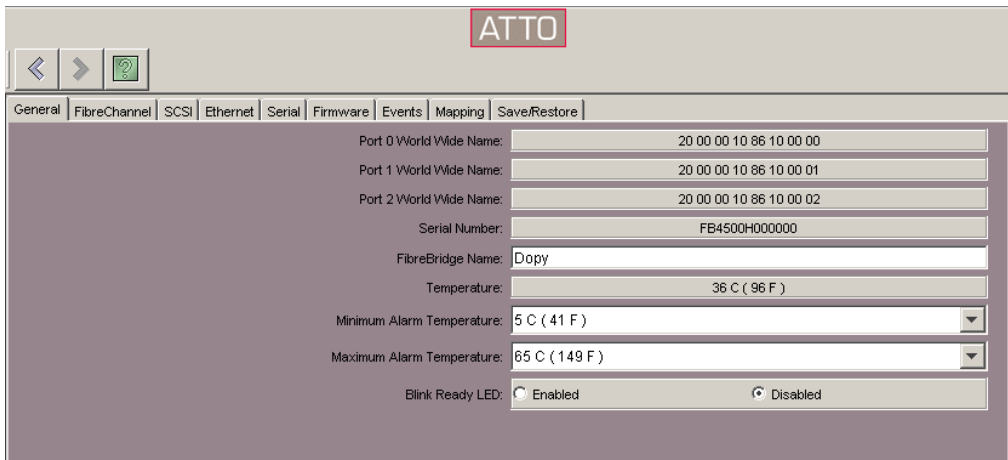 ATTO
?
General FibreChannel SCSI Ethernet Serial Firmware Events Mapping Save/Restore
Port 0 World Wide Name: 20 00 00 10 86 10 00 00
Port 1 World Wide Name: 20 00 00 10 86 10 00 01
Port 2 World Wide Name: 20 00 00 10 86 10 00 02
Serial Number: FB4500H000000
FibreBridge Name: Dopy
Temperature: 36 C ( 96 F )
Minimum Alarm Temperature: 5 C ( 41 F )
Maximum Alarm Temperature: 65 C ( 149 F )
Blink Ready LED: Enabled Disabled